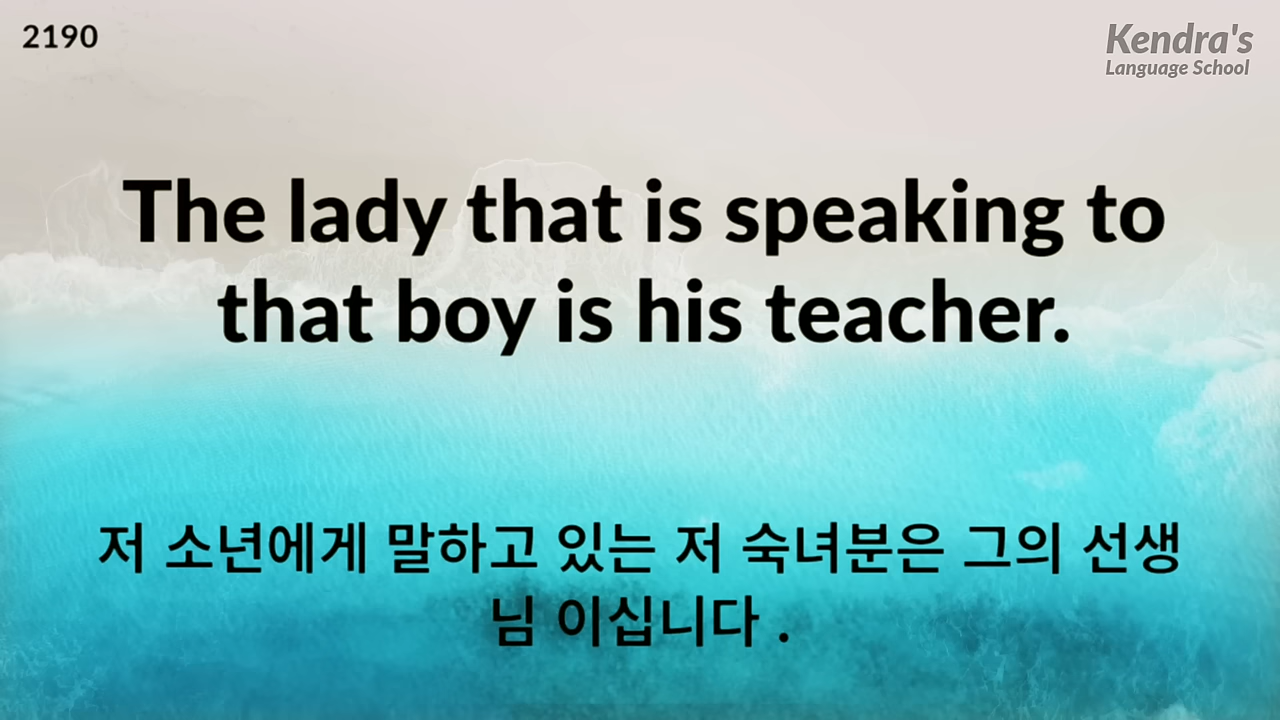 2190
Kendra's
Language School
The lady that is speaking to
that boy is his teacher.
저 소년에게 말하고 있는 저 숙녀분은 그의 선생
님 이십니다 .